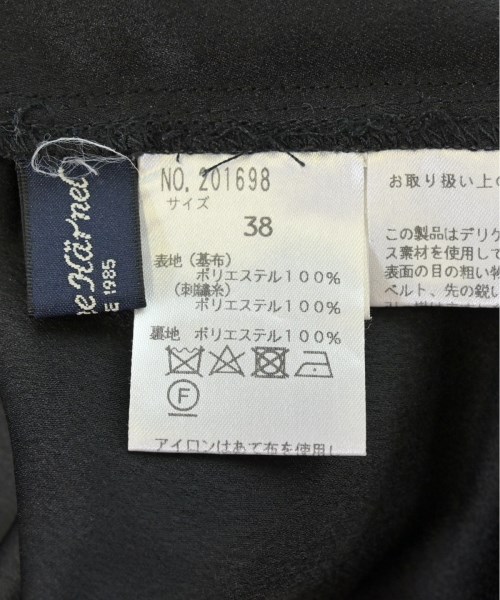 Härnel
E 1985
NO. 201698
サイズ
38
表地（基布）
ポリエステル１００％
（刺繍糸）
ポリエステル１００％
裏地 ポリエステル１００％
F
アイロンはあて布を使用し
お取り扱い上の
この製品はデリケ
ス素材を使用して
表面の目の粗い物
ベルト、先の鋭い